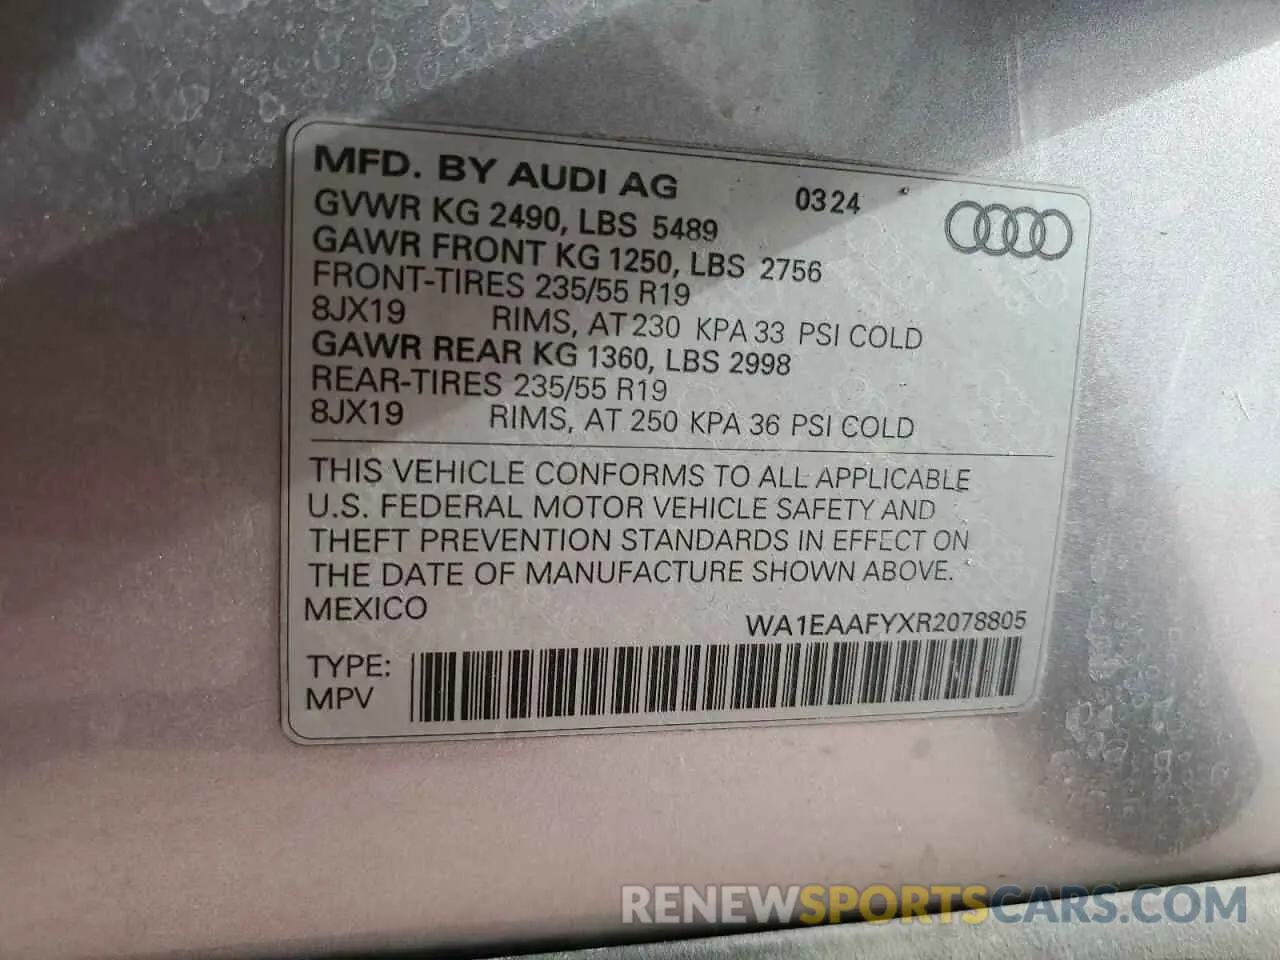 MFD. BY AUDI AG 03 24
GVWR KG 2490, LBS 5489
GAWR FRONT KG 1250, LBS 2756
FRONT-TIRES 235/55 R19
8JX19 RIMS, AT 230 KPA 33 PSI COLD
GAWR REAR KG 1360, LBS 2998
REAR-TIRES 235/55 R19
8JX19 RIMS, AT 250 KPA 36 PSI COLD
THIS VEHICLE CONFORMS TO ALL APPLICABLE
U.S. FEDERAL MOTOR VEHICLE SAFETY AND
THEFT PREVENTION STANDARDS IN EFFECT ON
THE DATE OF MANUFACTURE SHOWN ABOVE.
MEXICO
WA1EAAFYXR2078805
TYPE:
MPV
RENEWSPORTSCARS.COM